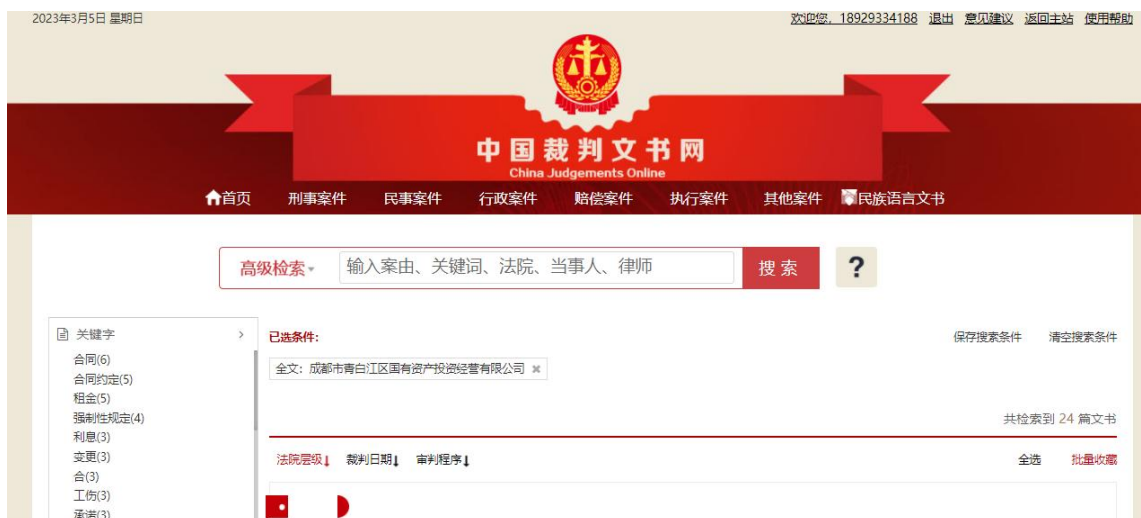 2023年3月5日 星期日
欢迎您，18929334188 退出 意见建议 返回主站 使用帮助
中国裁判文书网
China Judgements Online
首页 刑事案件 民事案件 行政案件 赔偿案件 执行案件 其他案件 民族语言文书
高级检索 输入案由、关键词、法院、当事人、律师 搜索 ?
关键字 >
已选条件：
保存搜索条件 清空搜索条件
合同(6)
全文：成都市青白江区国有资产投资经营有限公司 ×
合同约定(5)
租金(5)
强制性规定(4)
共检索到 24 篇文书
利息(3)
变更(3)
法院层级↓ 裁判日期↓ 审判程序↓ 全选 批量收藏
合(3)
工伤(3)
承诺(3)